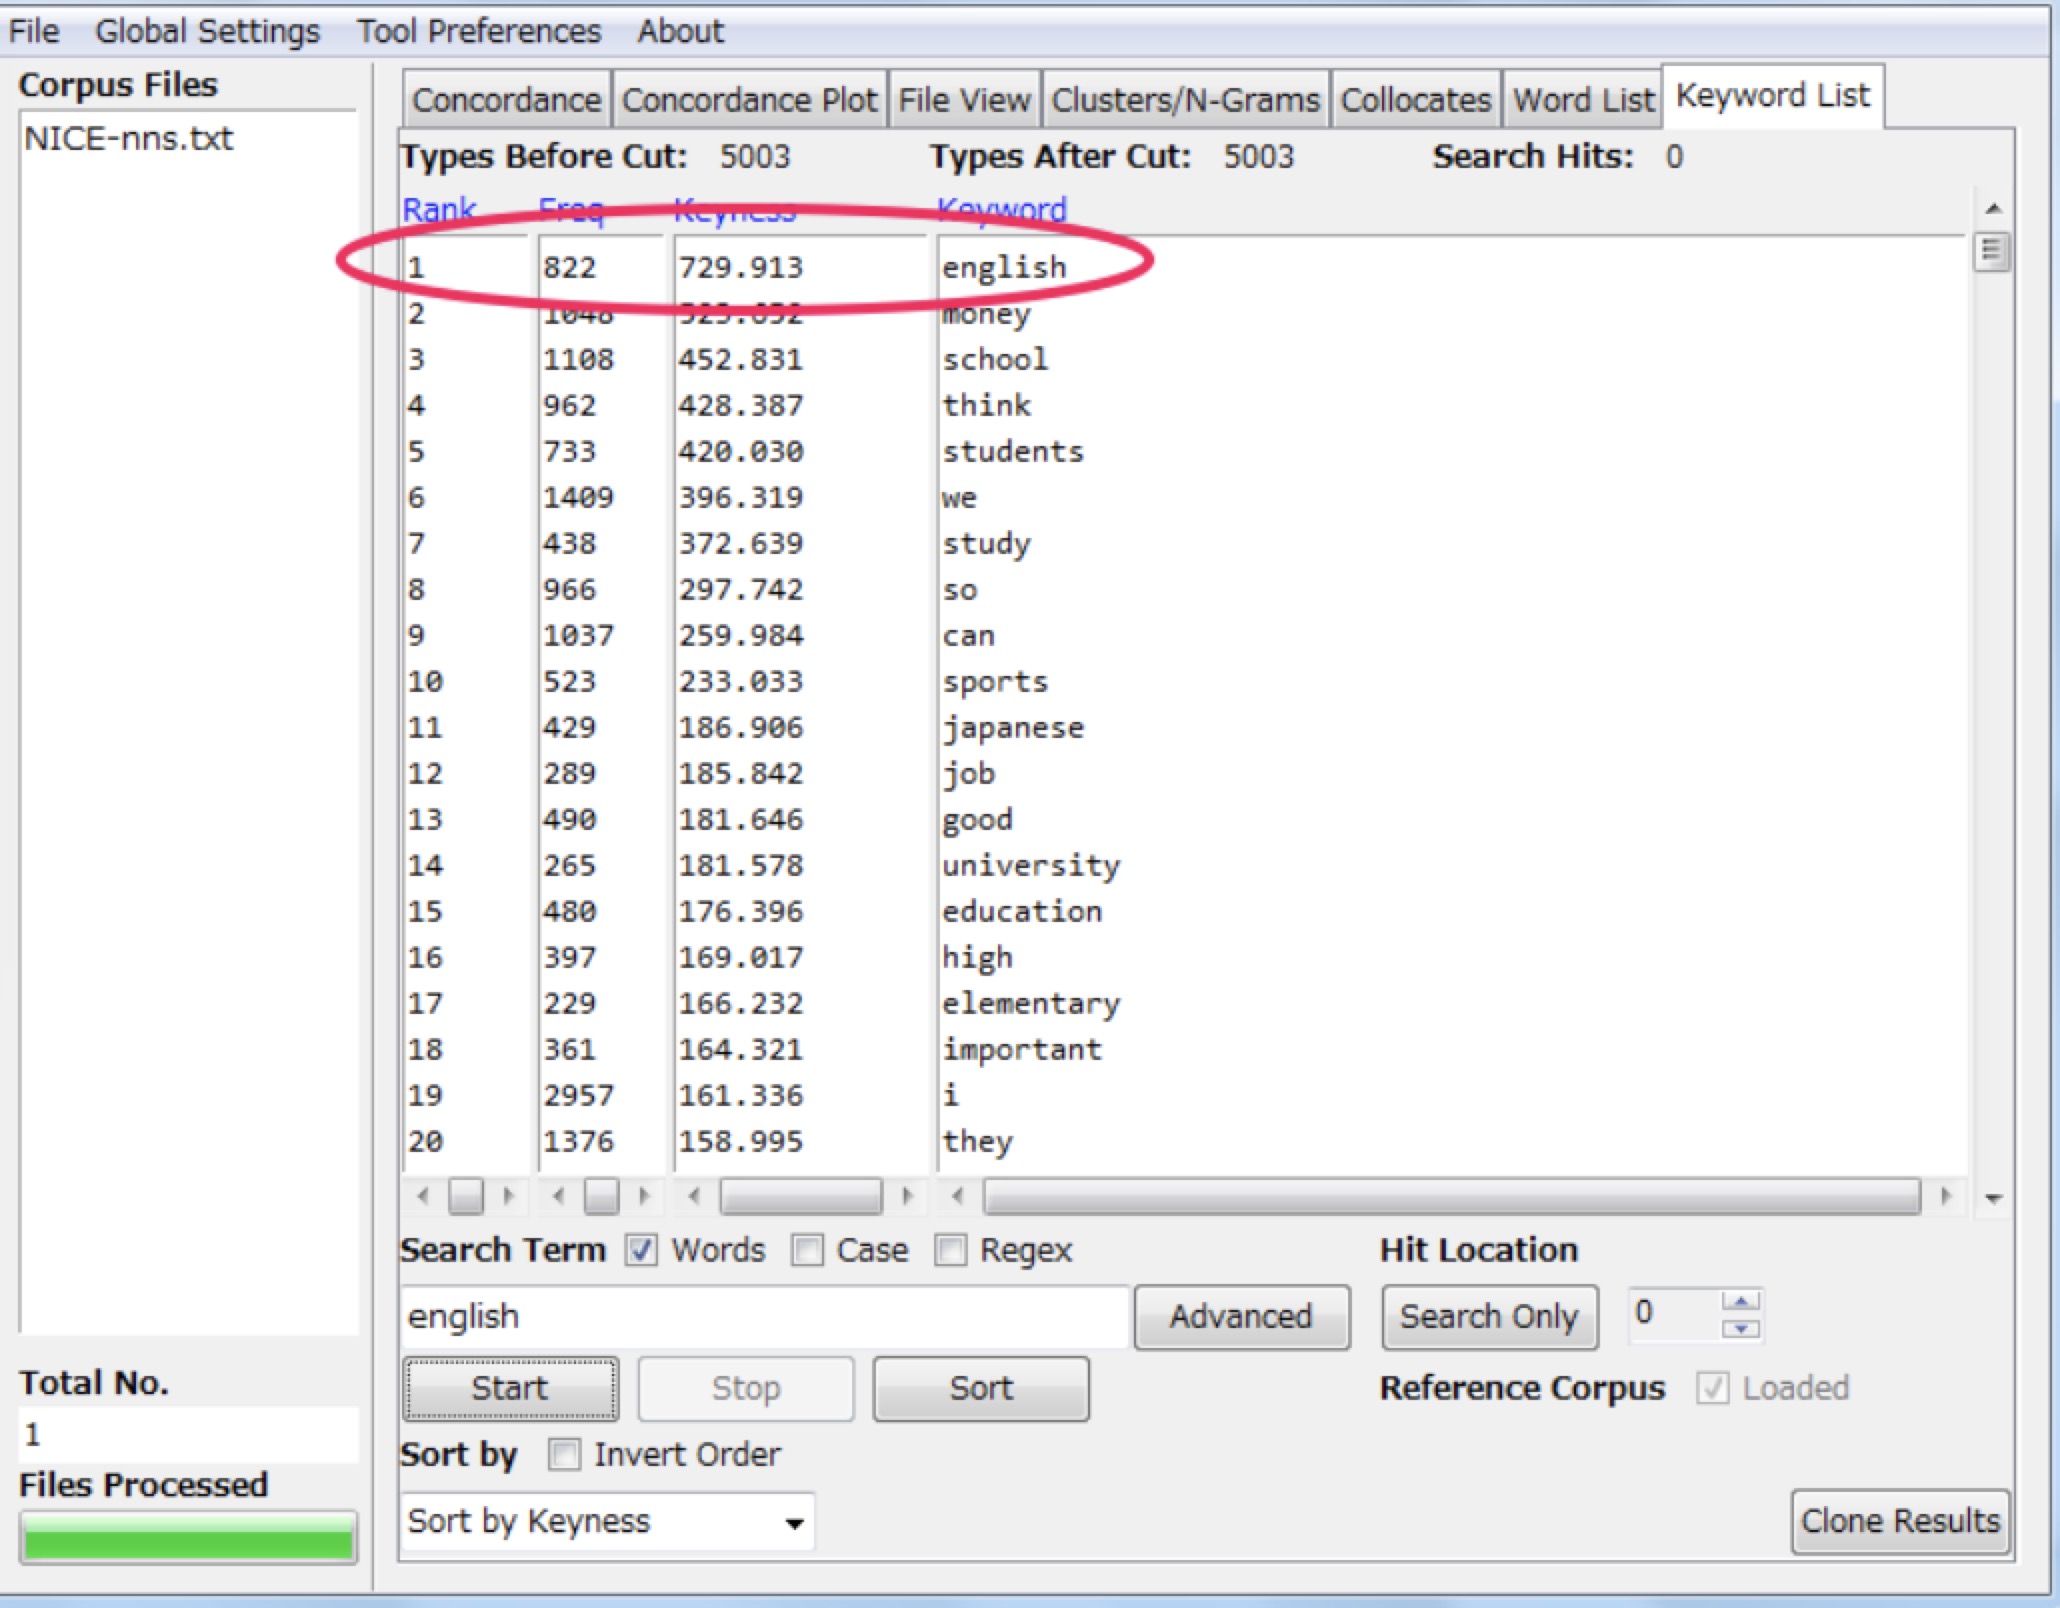 File Global Settings Tool Preferences About
Corpus Files
NICE-nns.txt
Total No.
1
Files Processed
Concordance Concordance Plot File View Clusters/N-Grams Collocates Word List Keyword List
Types Before Cut: 5003 Types After Cut: 5003 Search Hits: 0
Rank Freq Keyness Keyword
1 822 729.913 english
2 1048 money
3 1108 452.831 school
4 962 428.387 think
5 733 420.030 students
6 1409 396.319 we
7 438 372.639 study
8 966 297.742 so
9 1037 259.984 can
10 523 233.033 sports
11 429 186.906 japanese
12 289 185.842 job
13 490 181.646 good
14 265 181.578 university
15 480 176.396 education
16 397 169.017 high
17 229 166.232 elementary
18 361 164.321 important
19 2957 161.336 i
20 1376 158.995 they
Search Term Words Case Regex Hit Location
english Advanced Search Only 0
Start Stop Sort Reference Corpus Loaded
Sort by Invert Order
Sort by Keyness Clone Results